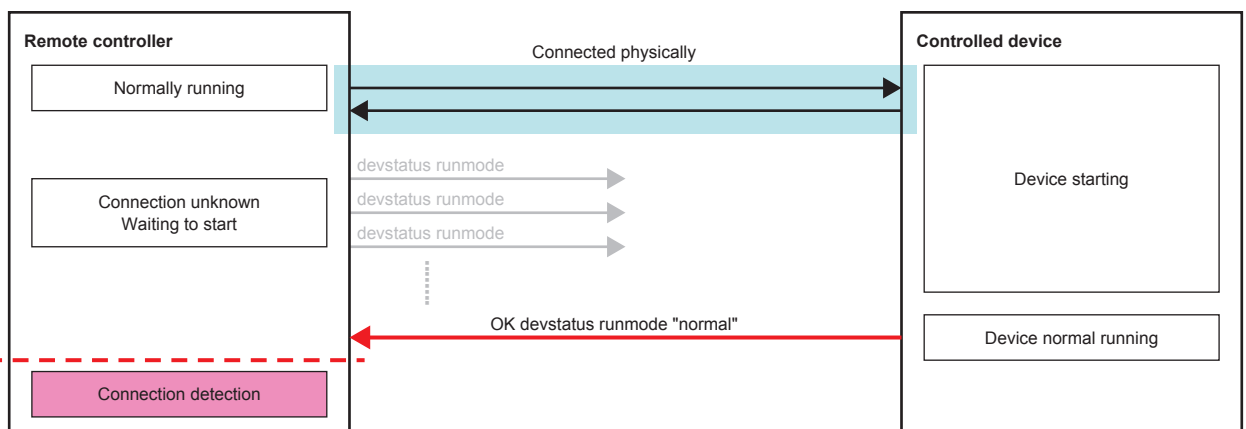 Remote controller
Connected physically
Controlled device
Normally running
devstatus runmode
Device starting
Connection unknown
Waiting to start
devstatus runmode
devstatus runmode
OK devstatus runmode "normal"
Device normal running
Connection detection